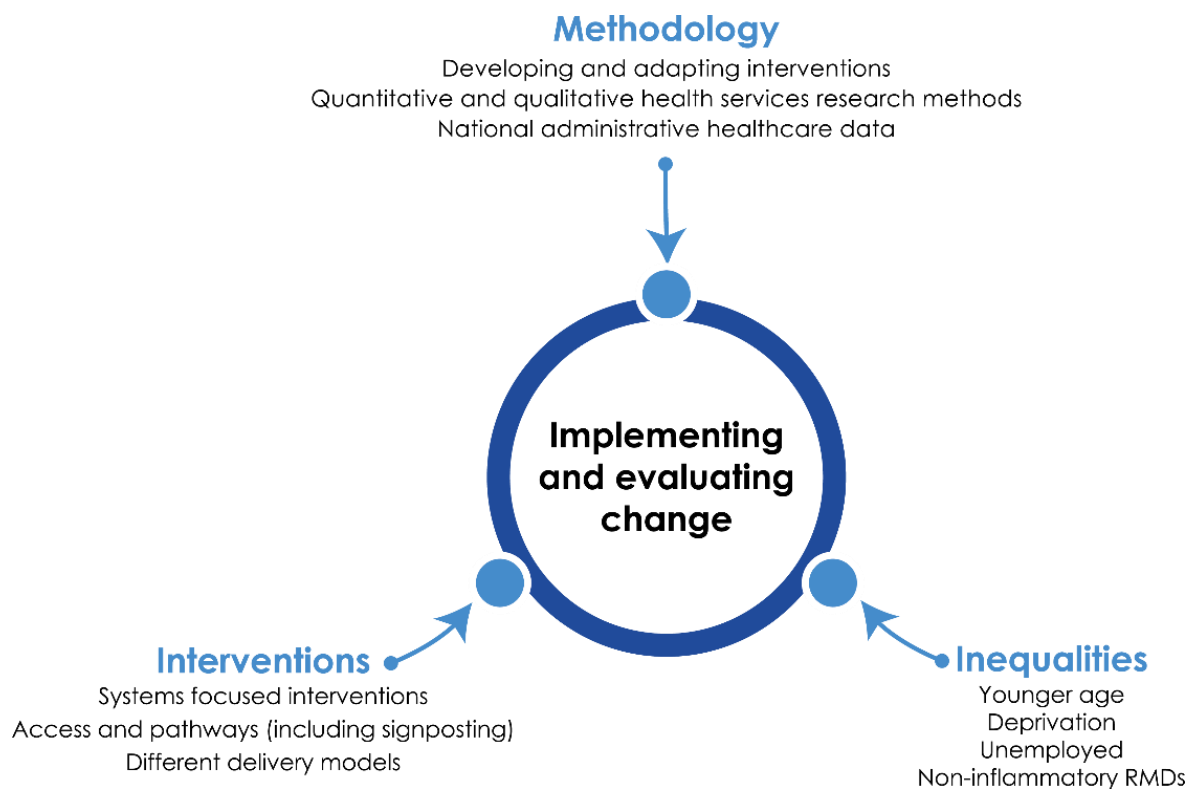 Methodology
Developing and adapting interventions
Quantitative and qualitative health services research methods
National administrative healthcare data
Implementing
and evaluating
change
Interventions
Systems focused interventions
Access and pathways (including signposting)
Different delivery models
Inequalities
Younger age
Deprivation
Unemployed
Non-inflammatory RMDs